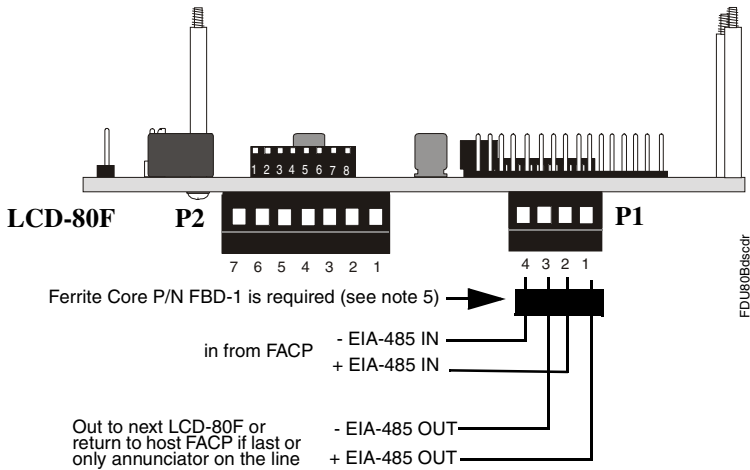 1 2 3 4 5 6 7 8
LCD-80F
P2
P1
7 6 5 4 3 2 1
4 3 2 1
Ferrite Core P/N FBD-1 is required (see note 5)
in from FACP
- EIA-485 IN
+ EIA-485 IN
Out to next LCD-80F or
return to host FACP if last or
only annunciator on the line
- EIA-485 OUT
+ EIA-485 OUT
FDU80Bdscdr